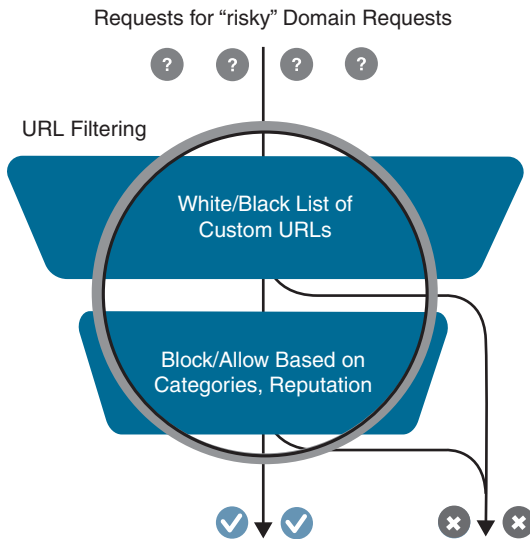 Requests for “risky” Domain Requests
? ? ? ?
URL Filtering
White/Black List of
Custom URLs
Block/Allow Based on
Categories, Reputation